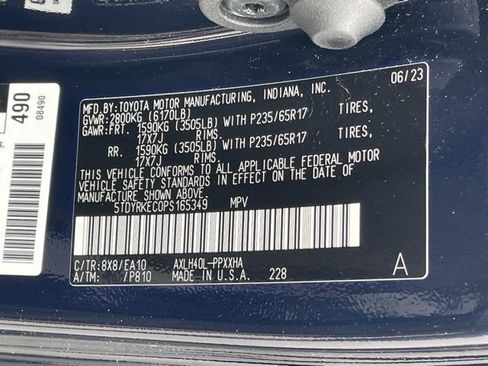 MFD. BY: TOYOTA MOTOR MANUFACTURING, INDIANA, INC. 06/23
GVWR: 2800KG (6170LB)
GAWR: FRT. 1590KG (3505LB) WITH P235/65R17 TIRES,
17X7J RIMS.
RR. 1590KG (3505LB) WITH P235/65R17 TIRES,
17X7J RIMS.
THIS VEHICLE CONFORMS TO ALL APPLICABLE FEDERAL MOTOR
VEHICLE SAFETY STANDARDS IN EFFECT ON THE DATE OF
MANUFACTURE SHOWN ABOVE.
5TDYRKEC0PS165349 MPV
C/TR: 8X8/EA10 AXLH40L-PPXXHA
A/TM: /P810 MADE IN U.S.A. 228 A
490
08490